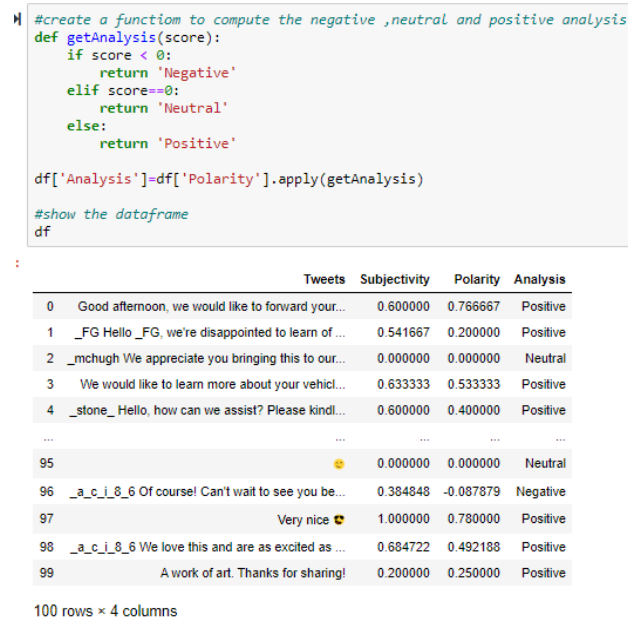 #create a functiom to compute the negative ,neutral and positive analysis
def getAnalysis(score):
    if score < 0:
        return 'Negative'
    elif score==0:
        return 'Neutral'
    else:
        return 'Positive'
df['Analysis']=df['Polarity'].apply(getAnalysis)
#show the dataframe
df
:
Tweets Subjectivity Polarity Analysis
0 Good afternoon, we would like to forward your... 0.600000 0.766667 Positive
1 _FG Hello _FG, we're disappointed to learn of ... 0.541667 0.200000 Positive
2 _mchugh We appreciate you bringing this to our... 0.000000 0.000000 Neutral
3 We would like to learn more about your vehicl... 0.633333 0.533333 Positive
4 _stone_ Hello, how can we assist? Please kindl... 0.600000 0.400000 Positive
... ... ... ... ...
95 🙂 0.000000 0.000000 Neutral
96 _a_c_i_8_6 Of course! Can't wait to see you be... 0.384848 -0.087879 Negative
97 Very nice 😎 1.000000 0.780000 Positive
98 _a_c_i_8_6 We love this and are as excited as ... 0.684722 0.492188 Positive
99 A work of art. Thanks for sharing! 0.200000 0.250000 Positive
100 rows × 4 columns